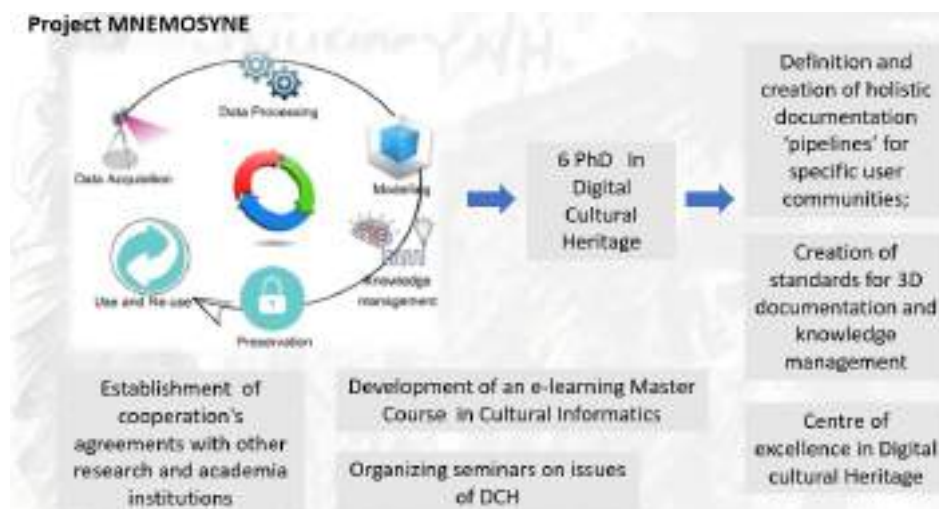 Project MNEMOSYNE
Data Processing
Data Acquisition
Modelling
Knowledge
management
Use and Re-use
Preservation
6 PhD In
Digital
Cultural
Heritage
Definition and
creation of holistic
documentation
'pipelines' for
specific user
communities;
Creation of
standards for 3D
documentation and
knowledge
management
Establishment of
cooperation's
agreements with other
research and academia
institutions
Development of an e-learning Master
Course in Cultural Informatics
Organizing seminars on issues
of DCH
Centre of
excellence in Digital
cultural Heritage